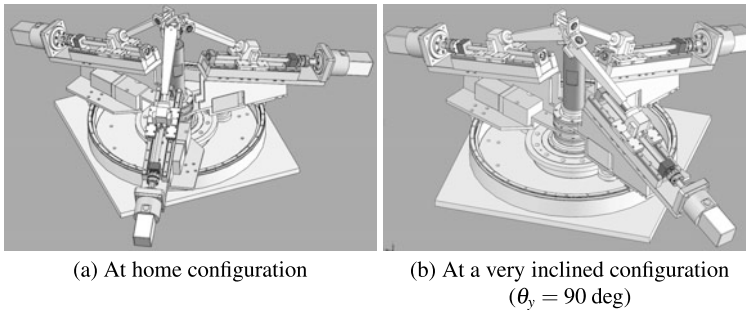 (a) At home configuration
(b) At a very inclined configuration
(θy = 90 deg)